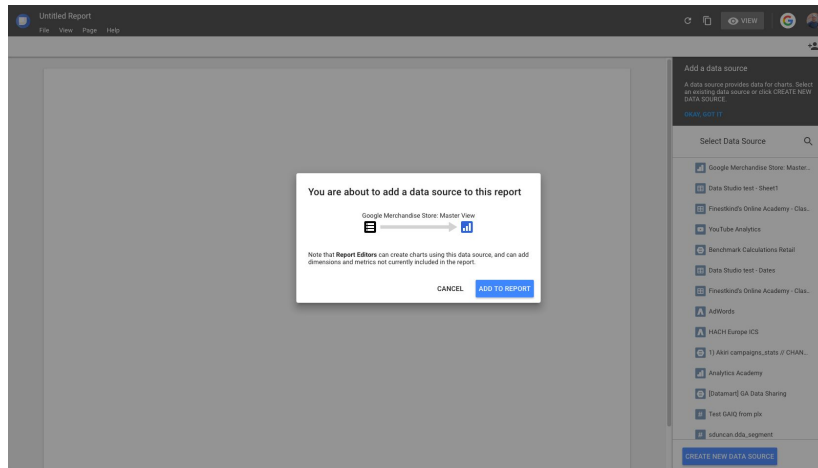 Untitled Report
File View Page Help
VIEW
Add a data source
A data source provides data for charts. Select
an existing data source or click CREATE NEW
DATA SOURCE.
OKAY, GOT IT
Select Data Source
Google Merchandise Store: Master...
Data Studio test - Sheet1
Finestkind's Online Academy - Clas..
YouTube Analytics
Benchmark Calculations Retail
Data Studio test - Dates
Finestkind's Online Academy - Clas..
AdWords
HACH Europe ICS
1) Akin campaigns_stats // CHAN...
Analytics Academy
[Datamart] GA Data Sharing
Test GAIQ from plx
sduncan.dda_segment
CREATE NEW DATA SOURCE
You are about to add a data source to this report
Google Merchandise Store: Master View
Note that Report Editors can create charts using this data source, and can add
dimensions and metrics not currently included in the report.
CANCEL ADD TO REPORT